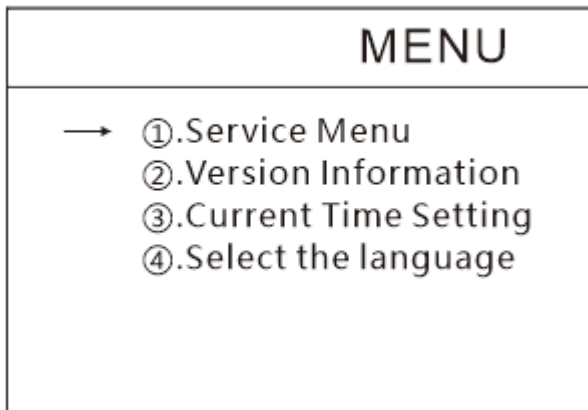 MENU
→ ①.Service Menu
②.Version Information
③.Current Time Setting
④.Select the language